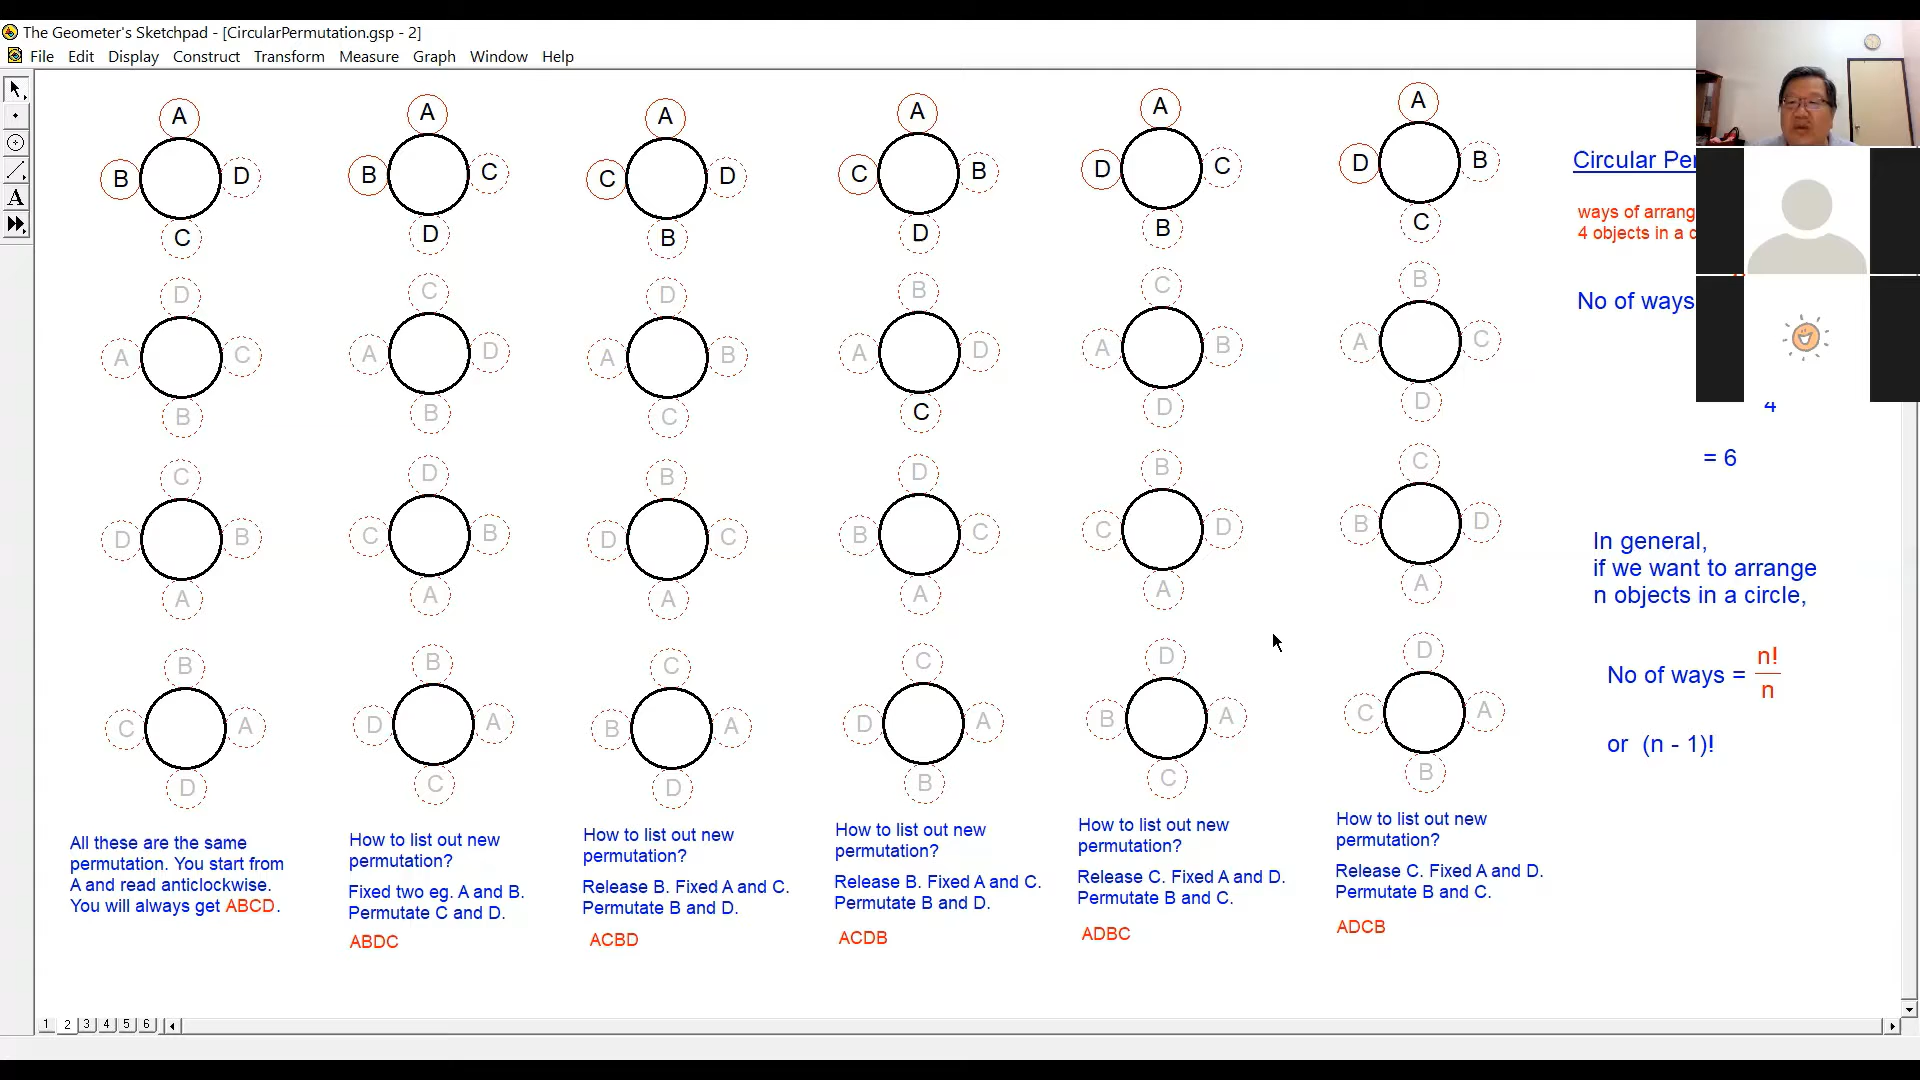 The Geometer's Sketchpad - [CircularPermutation.gsp - 2]
File Edit Display Construct Transform Measure Graph Window Help
A
B
D
C
A
B
C
D
A
C
D
B
A
C
B
D
A
D
C
B
A
D
B
C
D
A
C
B
C
A
D
B
D
A
B
C
B
A
D
C
C
A
B
D
B
A
C
D
C
D
B
A
D
C
B
A
B
D
C
A
D
B
C
A
B
C
D
A
C
B
D
A
B
C
A
D
B
D
A
C
C
B
A
D
C
D
A
B
D
B
A
C
D
C
A
B
All these are the same
permutation. You start from
A and read anticlockwise.
You will always get ABCD.
How to list out new
permutation?
Fixed two eg. A and B.
Permutate C and D.
ABDC
How to list out new
permutation?
Release B. Fixed A and C.
Permutate B and D.
ACBD
How to list out new
permutation?
Release B. Fixed A and C.
Permutate B and D.
ACDB
How to list out new
permutation?
Release C. Fixed A and D.
Permutate B and C.
ADBC
How to list out new
permutation?
Release C. Fixed A and D.
Permutate B and C.
ADCB
Circular
ways of
4 objects in a
No of ways
4
= 6
In general,
if we want to arrange
n objects in a circle,
No of ways = n!
n
or (n - 1)!
A
1 2 3 4 5 6